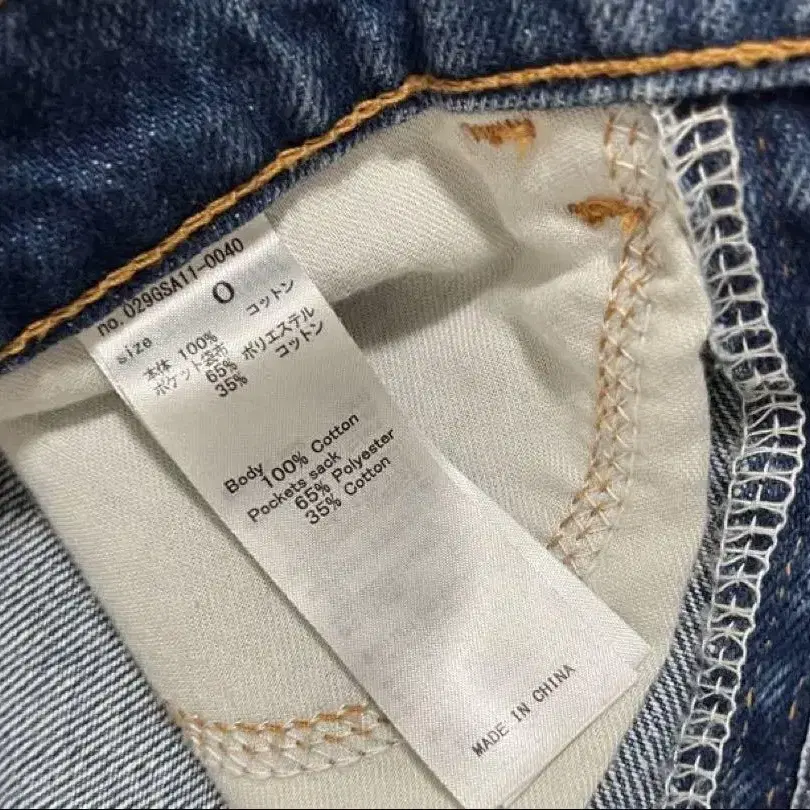 no.029GSA11-0040
size 0
本体 100% コットン
ポケット袋布
65% ポリエステル
35% コットン
Body
100% Cotton
Pockets sack
65% Polyester
35% Cotton
MADE IN CHINA